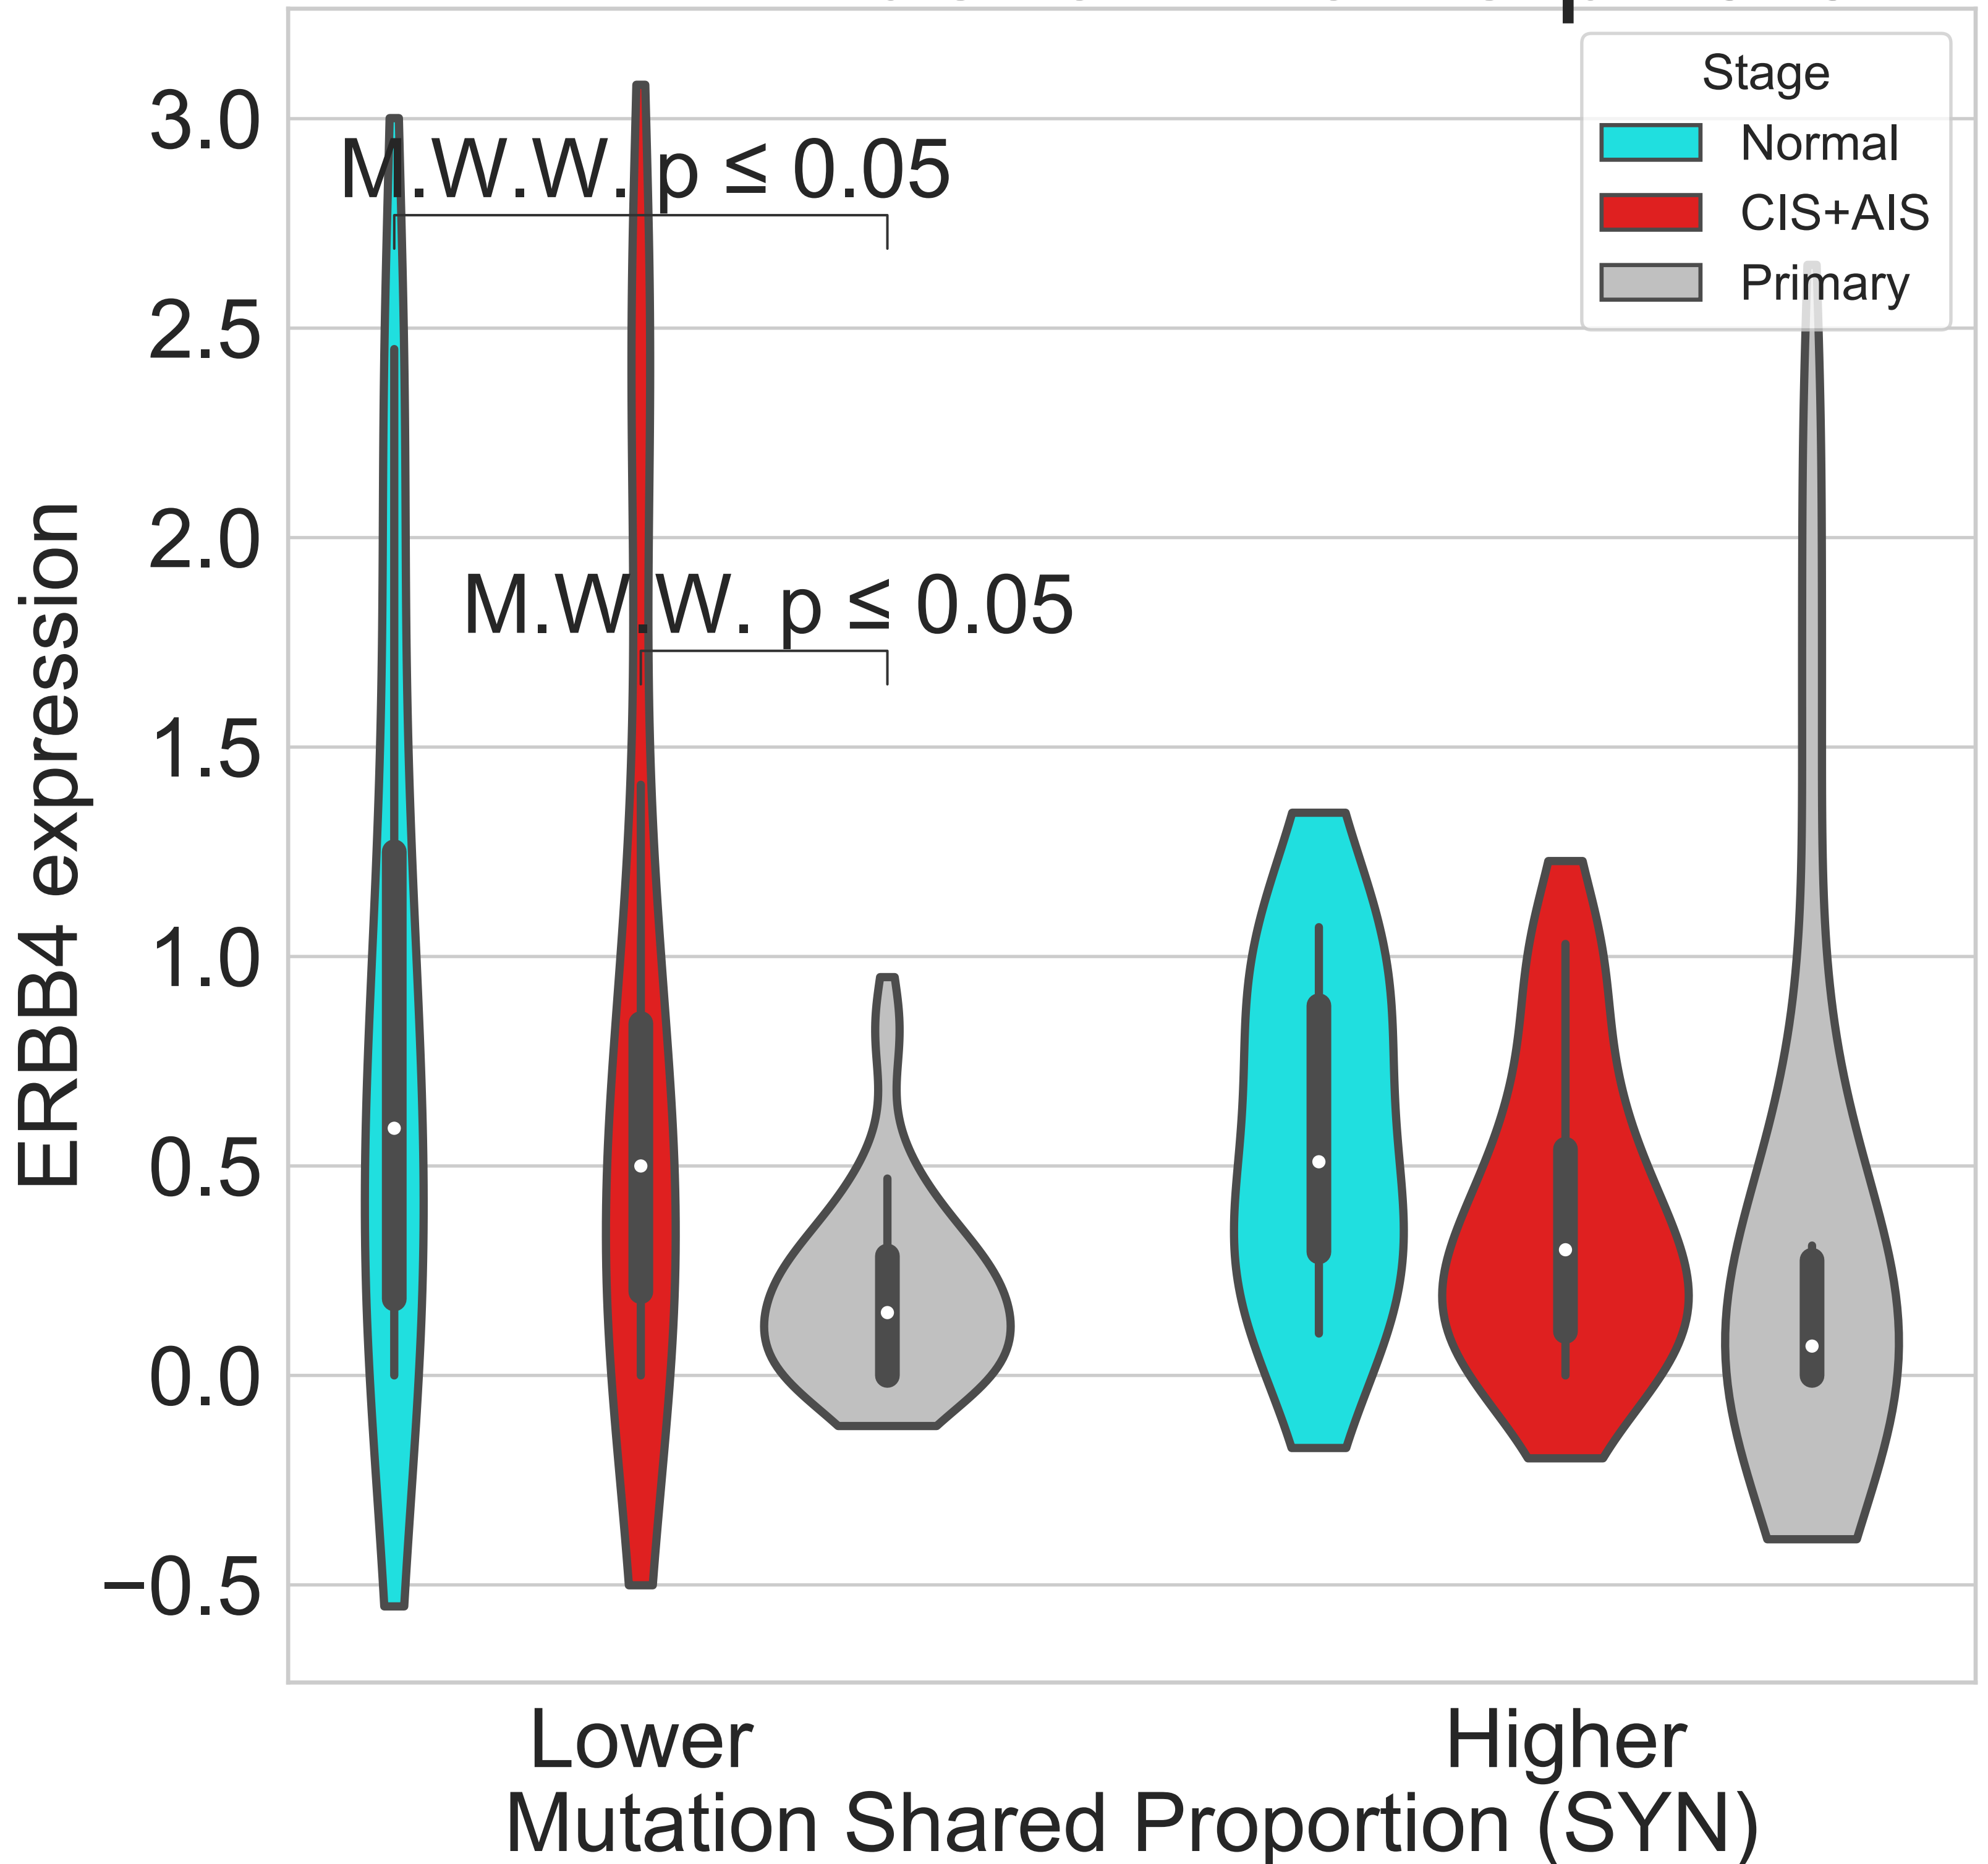 Stage
Normal
CIS+AIS
Primary
3.0
2.5
2.0
1.5
1.0
0.5
0.0
−0.5
ERBB4 expression
M.W.W. p ≤ 0.05
M.W.W. p ≤ 0.05
Lower
Higher
Mutation Shared Proportion (SYN)